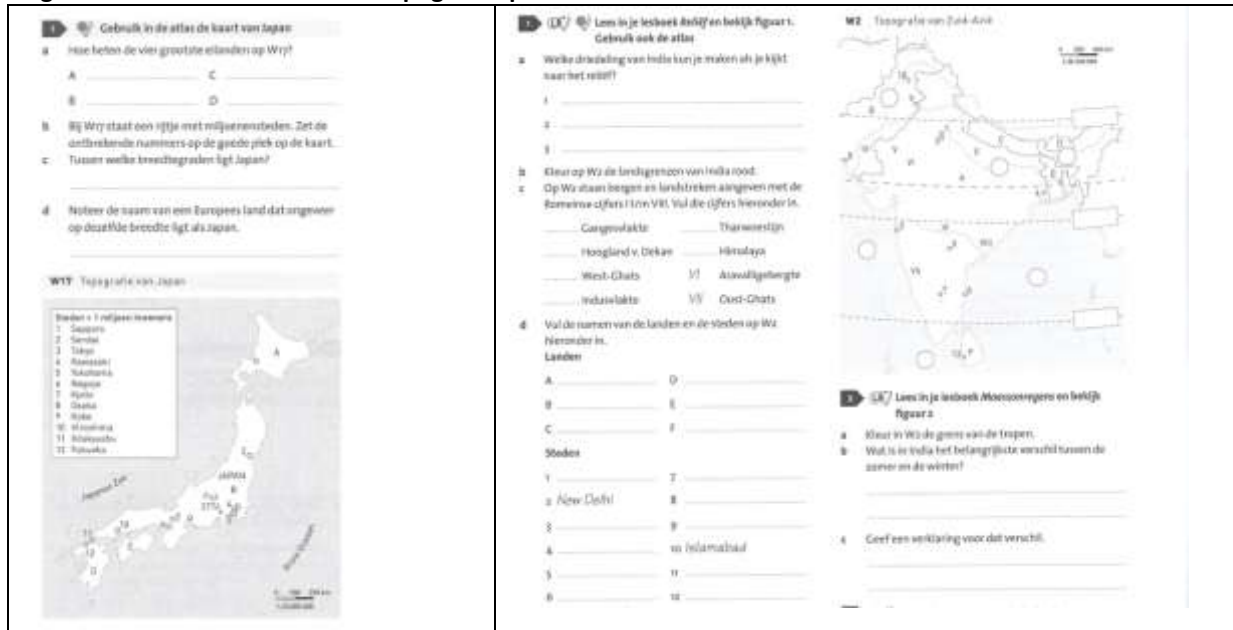 1 Gebruik in de atlas de kaart van Japan
a Hoe heten de vier grootste eilanden op W17?
A C
B D
b Bij W17 staat een rijtje met miljoenensteden. Zet de
ontbrekende nummers op de goede plek op de kaart.
c Tussen welke breedtegraden ligt Japan?
d Noteer de naam van een Europees land dat ongeveer
op dezelfde breedte ligt als Japan.
W17 Topografie van Japan
Steden > 1 miljoen inwoners
1 Sapporo
2 Sendai
3 Tokyo
4 Kawasaki
5 Yokohama
6 Nagoya
7 Kyoto
8 Osaka
9 Kobe
10 Hiroshima
11 Kitakyushu
12 Fukuoka
A
JAPAN
B
Japanse Zee
D
Lees in je lesboek Reliëf en bekijk figuur 1.
Gebruik ook de atlas
a Welke driedeling van India kun je maken als je kijkt
naar het reliëf?
1
2
3
b Kleur op W2 de landsgrenzen van India rood.
c Op W2 staan bergen en landstreken aangeven met de
Romeinse cijfers I t/m VIII. Vul die cijfers hieronder in.
Gangesvlakte Tharwoestijn
Hoogland v. Dekan Himalaya
West-Ghats VI Aravalligebergte
Indusvlakte VII Oost-Ghats
d Vul de namen van de landen en de steden op W2
hieronder in.
Landen
A D
B E
C F
Steden
1 7
2 New Delhi 8
3 9
4 10 Islamabad
5 11
6 12
W2 Topografie van Zuid-Azië
Lees in je lesboek Moessonregens en bekijk
figuur 2
a Kleur in W2 de grens van de tropen.
b Wat is in India het belangrijkste verschil tussen de
zomer en de winter?
c Geef een verklaring voor dat verschil.